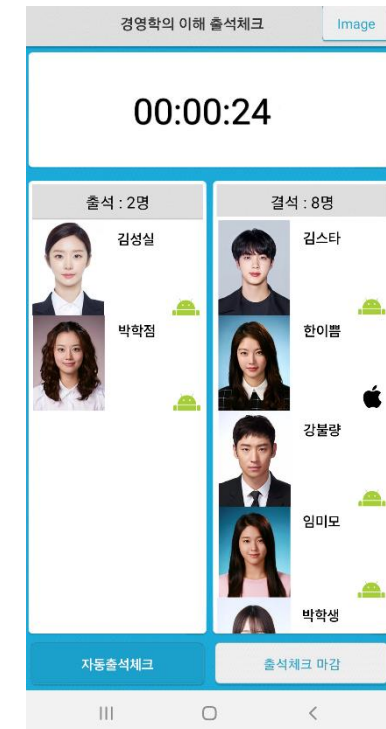 경영학의 이해 출석체크
Image
00:00:24
출석 : 2명
김성실
박학점
결석 : 8명
김스타
한이쁨
강불량
임미모
박학생
자동출석체크
출석체크 마감